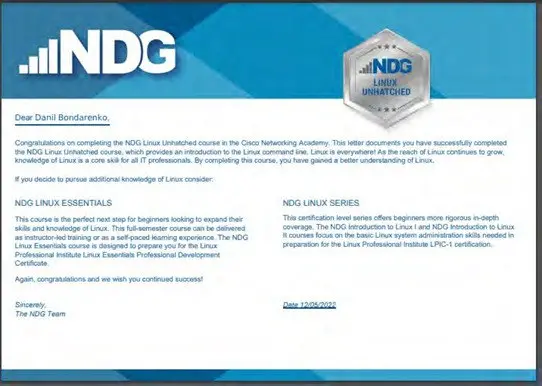 NDG
NDG
LINUX
UNHATCHED
Dear Danil Bondarenko,
Congratulations on completing the NDG Linux Unhatched course in the Cisco Networking Academy. This letter documents you have successfully completed
the NDG Linux Unhatched course, which provides an introduction to the Linux command line. Linux is everywhere! As the reach of Linux continues to grow,
knowledge of Linux is a core skill for all IT professionals. By completing this course, you have gained a better understanding of Linux.
If you decide to pursue additional knowledge of Linux consider:
NDG LINUX ESSENTIALS
This course is the perfect next step for beginners looking to expand their
skills and knowledge of Linux. This full-semester course can be delivered
as instructor-led training or as a self-paced learning experience. The NDG
Linux Essentials course is designed to prepare you for the Linux
Professional Institute Linux Essentials Professional Development
Certificate.
Again, congratulations and we wish you continued success!
NDG LINUX SERIES
This certification level series offers beginners more rigorous in-depth
coverage. The NDG Introduction to Linux I and NDG Introduction to Linux
II courses focus on the basic Linux system administration skills needed in
preparation for the Linux Professional Institute LPIC-1 certification.
Sincerely,
The NDG Team
Date 12/05/2022